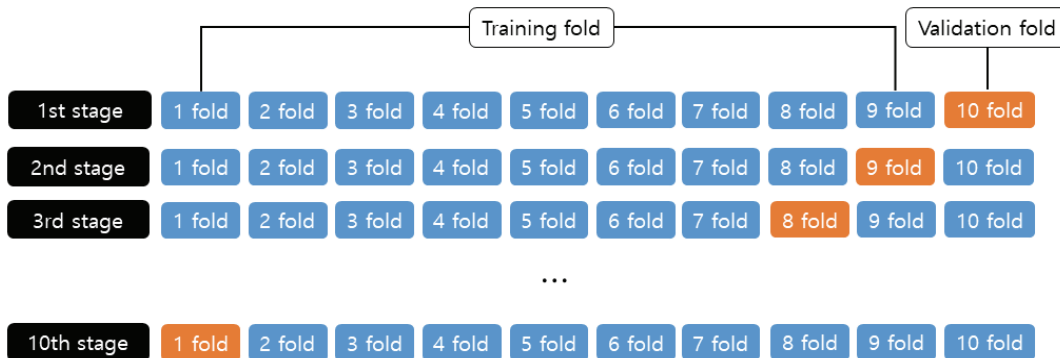 Training fold Validation fold
1st stage 1 fold 2 fold 3 fold 4 fold 5 fold 6 fold 7 fold 8 fold 9 fold 10 fold
2nd stage 1 fold 2 fold 3 fold 4 fold 5 fold 6 fold 7 fold 8 fold 9 fold 10 fold
3rd stage 1 fold 2 fold 3 fold 4 fold 5 fold 6 fold 7 fold 8 fold 9 fold 10 fold
...
10th stage 1 fold 2 fold 3 fold 4 fold 5 fold 6 fold 7 fold 8 fold 9 fold 10 fold